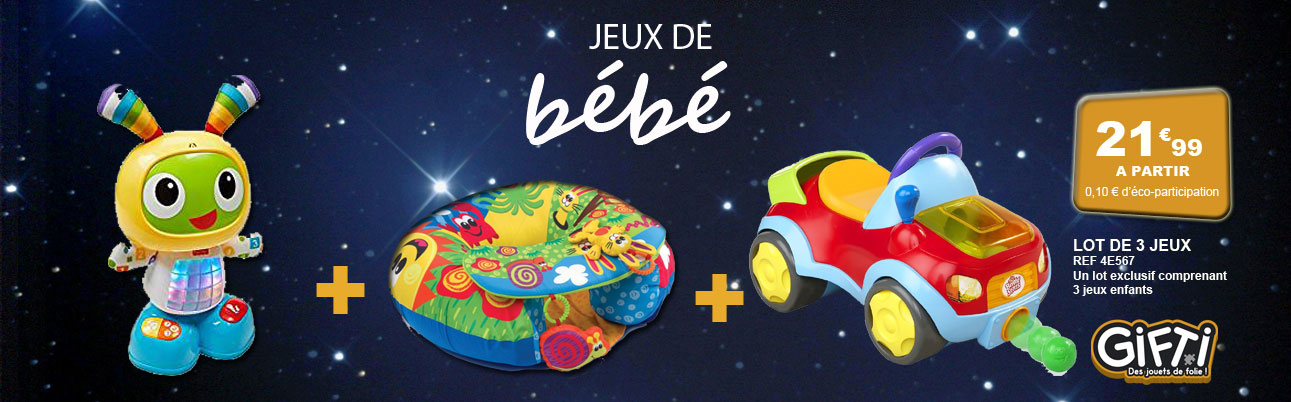 JEUX DE
bébé
21€99
A PARTIR
0,10 € d'éco-participation
LOT DE 3 JEUX
REF 4E567
Un lot exclusif comprenant
3 jeux enfants
GiFTi
Des jouets de folie !